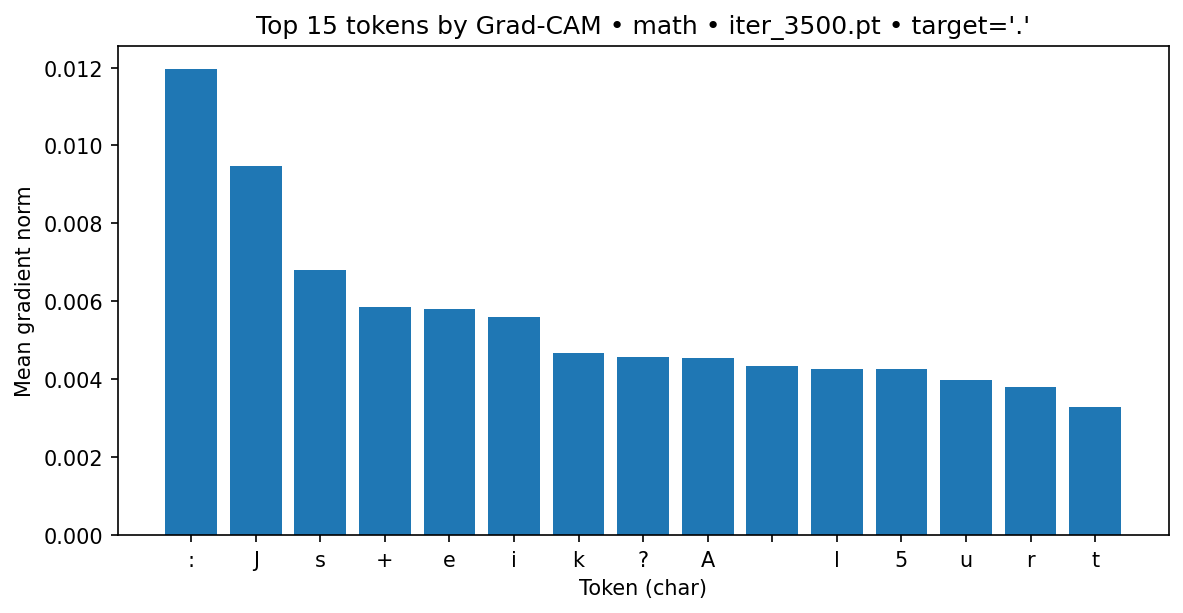 Top 15 tokens by Grad-CAM • math • iter_3500.pt • target='.'
Mean gradient norm
0.012
0.010
0.008
0.006
0.004
0.002
0.000
: J s + e i k ? A l 5 u r t
Token (char)